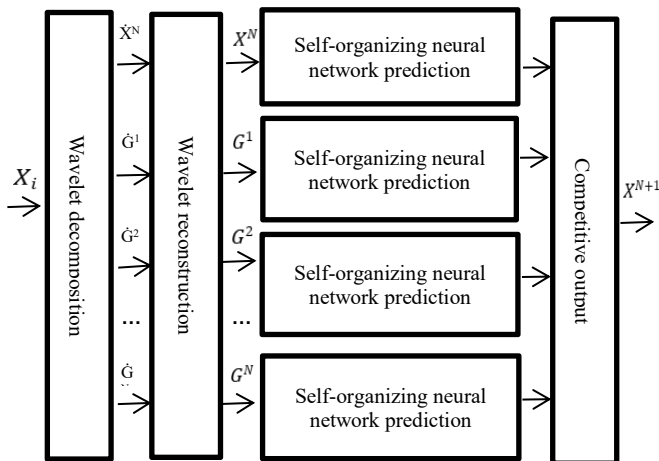 Ẋᴺ
Xᴺ
Self-organizing neural
network prediction
Ġ¹
G¹
Self-organizing neural
network prediction
Xᵢ
Wavelet decomposition
Wavelet reconstruction
Competitive output
Xᴺ⁺¹
Ġ²
G²
Self-organizing neural
network prediction
...
...
Ġ
Gᴺ
Self-organizing neural
network prediction